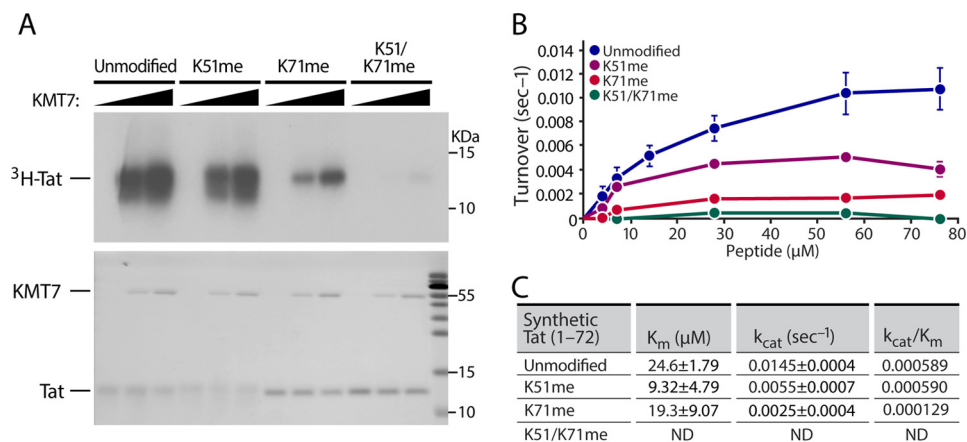 A
Unmodified K51me K71me K51/K71me
KMT7:
KDa
³H-Tat
15
10
KMT7
55
Tat
15
10
B
Turnover (sec–1)
0.014
0.012
0.010
0.008
0.006
0.004
0.002
0
Unmodified
K51me
K71me
K51/K71me
0 10 20 30 40 50 60 70 80
Peptide (µM)
C
Synthetic Tat (1–72) Kₘ (µM) k_cat (sec⁻¹) k_cat/Kₘ
Unmodified 24.6±1.79 0.0145±0.0004 0.000589
K51me 9.32±4.79 0.0055±0.0007 0.000590
K71me 19.3±9.07 0.0025±0.0004 0.000129
K51/K71me ND ND ND